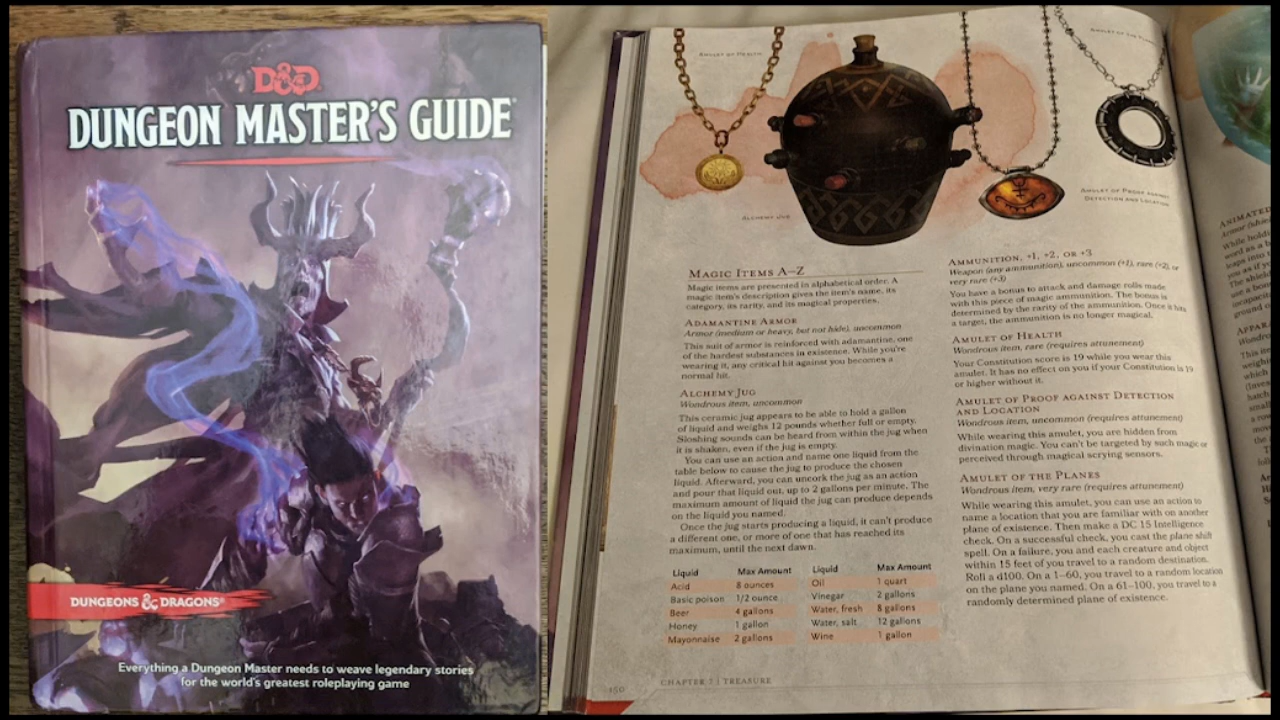 D&D
DUNGEON MASTER'S GUIDE
DUNGEONS & DRAGONS®
Everything a Dungeon Master needs to weave legendary stories
for the world's greatest roleplaying game
AMULET OF HEALTH
ALCHEMY JUG
AMULET OF THE
AMULET OF PROOF AGAINST
DETECTION AND LOCATION
MAGIC ITEMS A–Z
Magic items are presented in alphabetical order. A
magic item's description gives the item's name, its
category, its rarity, and its magical properties.
ADAMANTINE ARMOR
Armor (medium or heavy, but not hide), uncommon
This suit of armor is reinforced with adamantine, one
of the hardest substances in existence. While you're
wearing it, any critical hit against you becomes a
normal hit.
ALCHEMY JUG
Wondrous item, uncommon
This ceramic jug appears to be able to hold a gallon
of liquid and weighs 12 pounds whether full or empty.
Sloshing sounds can be heard from within the jug when
it is shaken, even if the jug is empty.
You can use an action and name one liquid from the
table below to cause the jug to produce the chosen
liquid. Afterward, you can uncork the jug as an action
and pour that liquid out, up to 2 gallons per minute. The
maximum amount of liquid the jug can produce depends
on the liquid you named.
Once the jug starts producing a liquid, it can't produce
a different one, or more of one that has reached its
maximum, until the next dawn.
Liquid Max Amount Liquid Max Amount
Acid 8 ounces Oil 1 quart
Basic poison 1/2 ounce Vinegar 2 gallons
Beer 4 gallons Water, fresh 8 gallons
Honey 1 gallon Water, salt 12 gallons
Mayonnaise 2 gallons Wine 1 gallon
150 CHAPTER 7 | TREASURE
AMMUNITION, +1, +2, OR +3
Weapon (any ammunition), uncommon (+1), rare (+2), or
very rare (+3)
You have a bonus to attack and damage rolls made
with this piece of magic ammunition. The bonus is
determined by the rarity of the ammunition. Once it hits
a target, the ammunition is no longer magical.
AMULET OF HEALTH
Wondrous item, rare (requires attunement)
Your Constitution score is 19 while you wear this
amulet. It has no effect on you if your Constitution is 19
or higher without it.
AMULET OF PROOF AGAINST DETECTION
AND LOCATION
Wondrous item, uncommon (requires attunement)
While wearing this amulet, you are hidden from
divination magic. You can't be targeted by such magic or
perceived through magical scrying sensors.
AMULET OF THE PLANES
Wondrous item, very rare (requires attunement)
While wearing this amulet, you can use an action to
name a location that you are familiar with on another
plane of existence. Then make a DC 15 Intelligence
check. On a successful check, you cast the plane shift
spell. On a failure, you and each creature and object
within 15 feet of you travel to a random destination.
Roll a d100. On a 1–60, you travel to a random location
on the plane you named. On a 61–100, you travel to a
randomly determined plane of existence.
ANIMATED